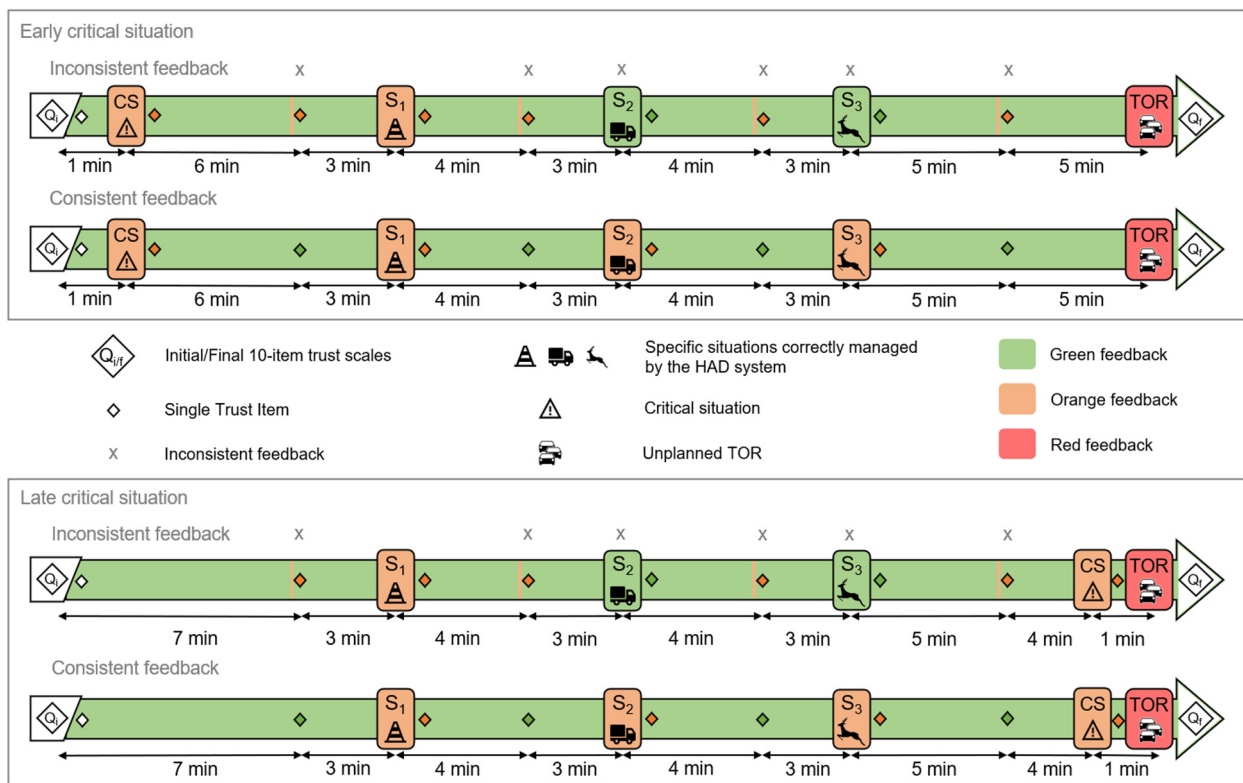 Early critical situation
Inconsistent feedback x x x x x x
Qi CS S1 S2 S3 TOR Qf
1 min 6 min 3 min 4 min 3 min 4 min 3 min 5 min 5 min
Consistent feedback
Qi CS S1 S2 S3 TOR Qf
1 min 6 min 3 min 4 min 3 min 4 min 3 min 5 min 5 min
Qi/f Initial/Final 10-item trust scales
Single Trust Item
x Inconsistent feedback
Specific situations correctly managed
by the HAD system
Critical situation
Unplanned TOR
Green feedback
Orange feedback
Red feedback
Late critical situation
Inconsistent feedback x x x x x x
Qi S1 S2 S3 CS TOR Qf
7 min 3 min 4 min 3 min 4 min 3 min 5 min 4 min 1 min
Consistent feedback
Qi S1 S2 S3 CS TOR Qf
7 min 3 min 4 min 3 min 4 min 3 min 5 min 4 min 1 min